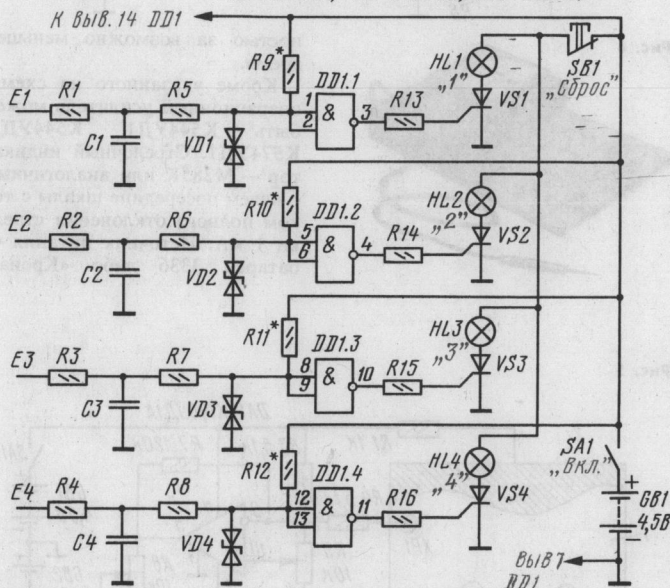 К ВЫВ. 14 DD1
R9*
HL1
„1”
SB1
„Сброс”
E1 R1 R5 1 DD1.1
2 & 3 R13 VS1
C1 VD1
R10*
HL2
„2”
DD1.2
E2 R2 R6 5
6 & 4 R14 VS2
C2 VD2
R11*
HL3
„3”
DD1.3
E3 R3 R7 8
9 & 10 R15 VS3
C3 VD3
R12*
HL4
„4”
SA1
„Вкл.”
DD1.4
E4 R4 R8 12
13 & 11 R16 VS4
C4 VD4
+
GB1
4,5В
−
ВЫВ 7
DD1